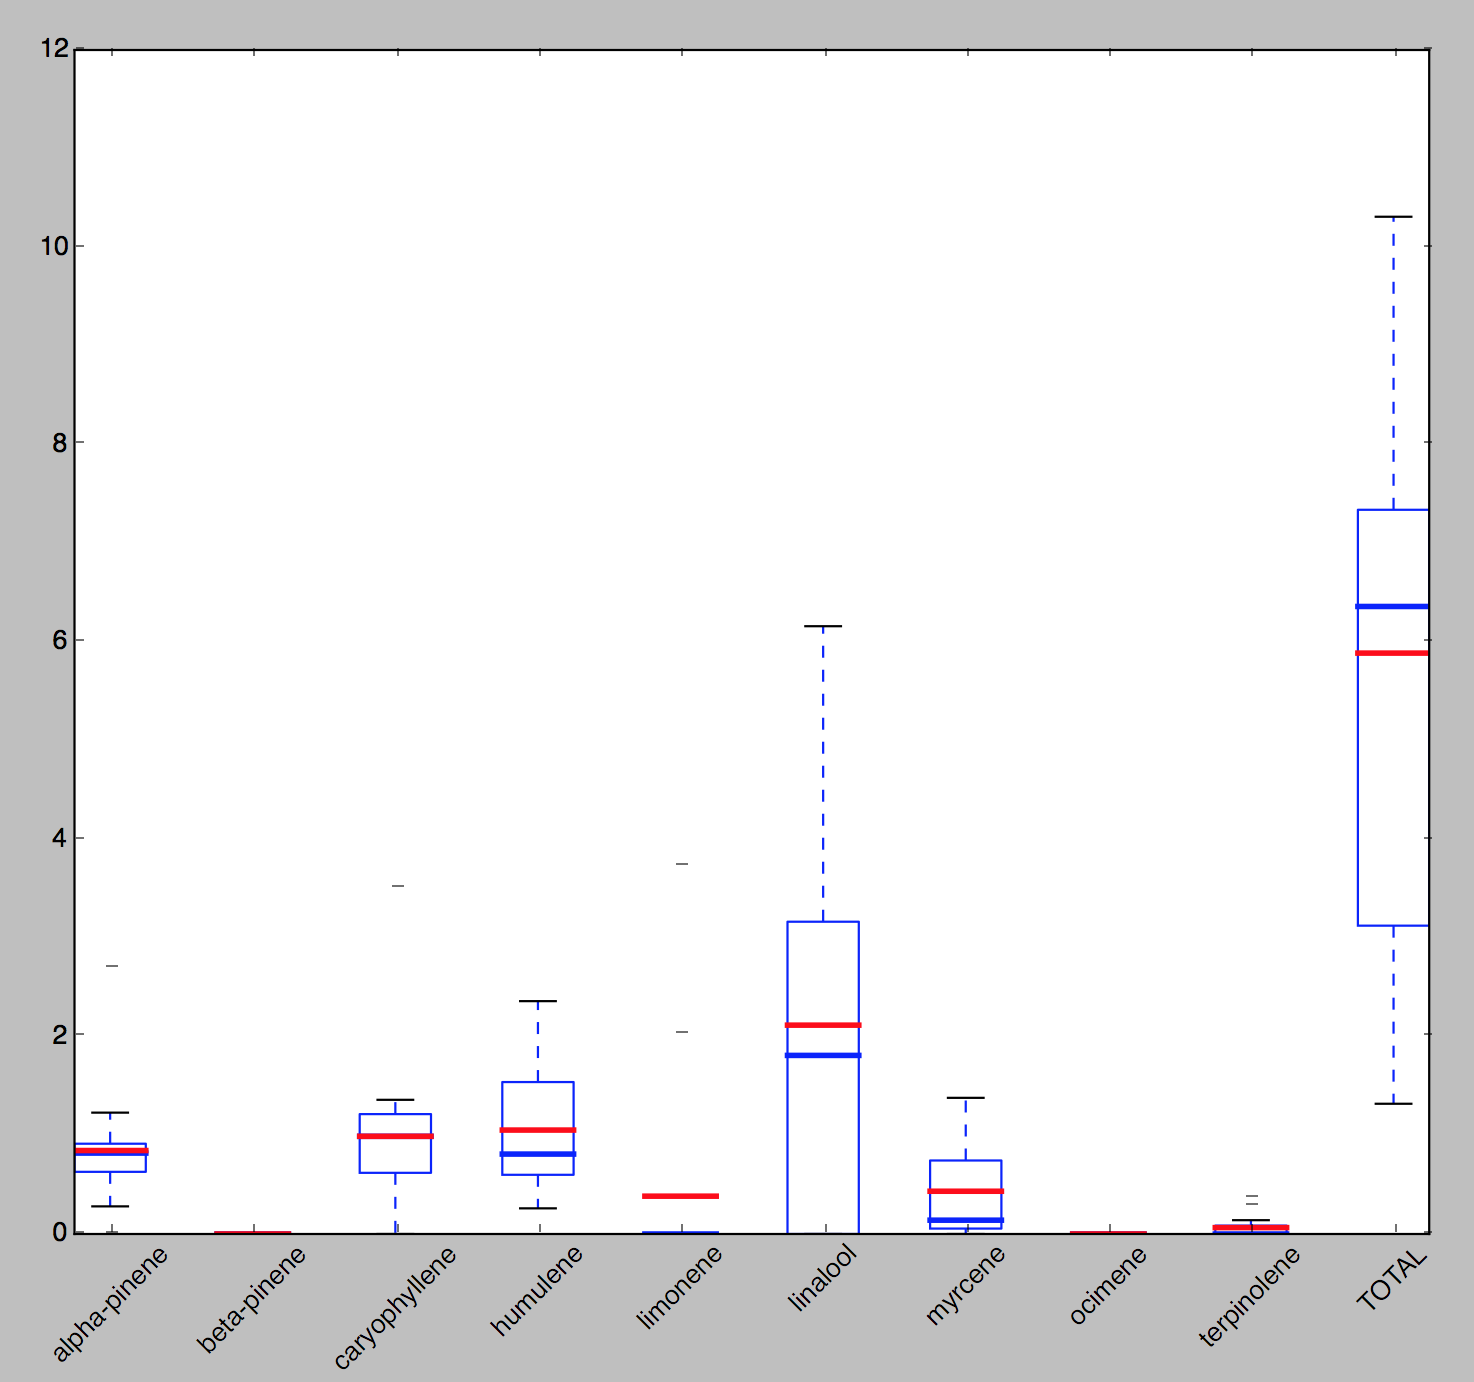 12
10
8
6
4
2
0
alpha-pinene
beta-pinene
caryophyllene
humulene
limonene
linalool
myrcene
ocimene
terpinolene
TOTAL